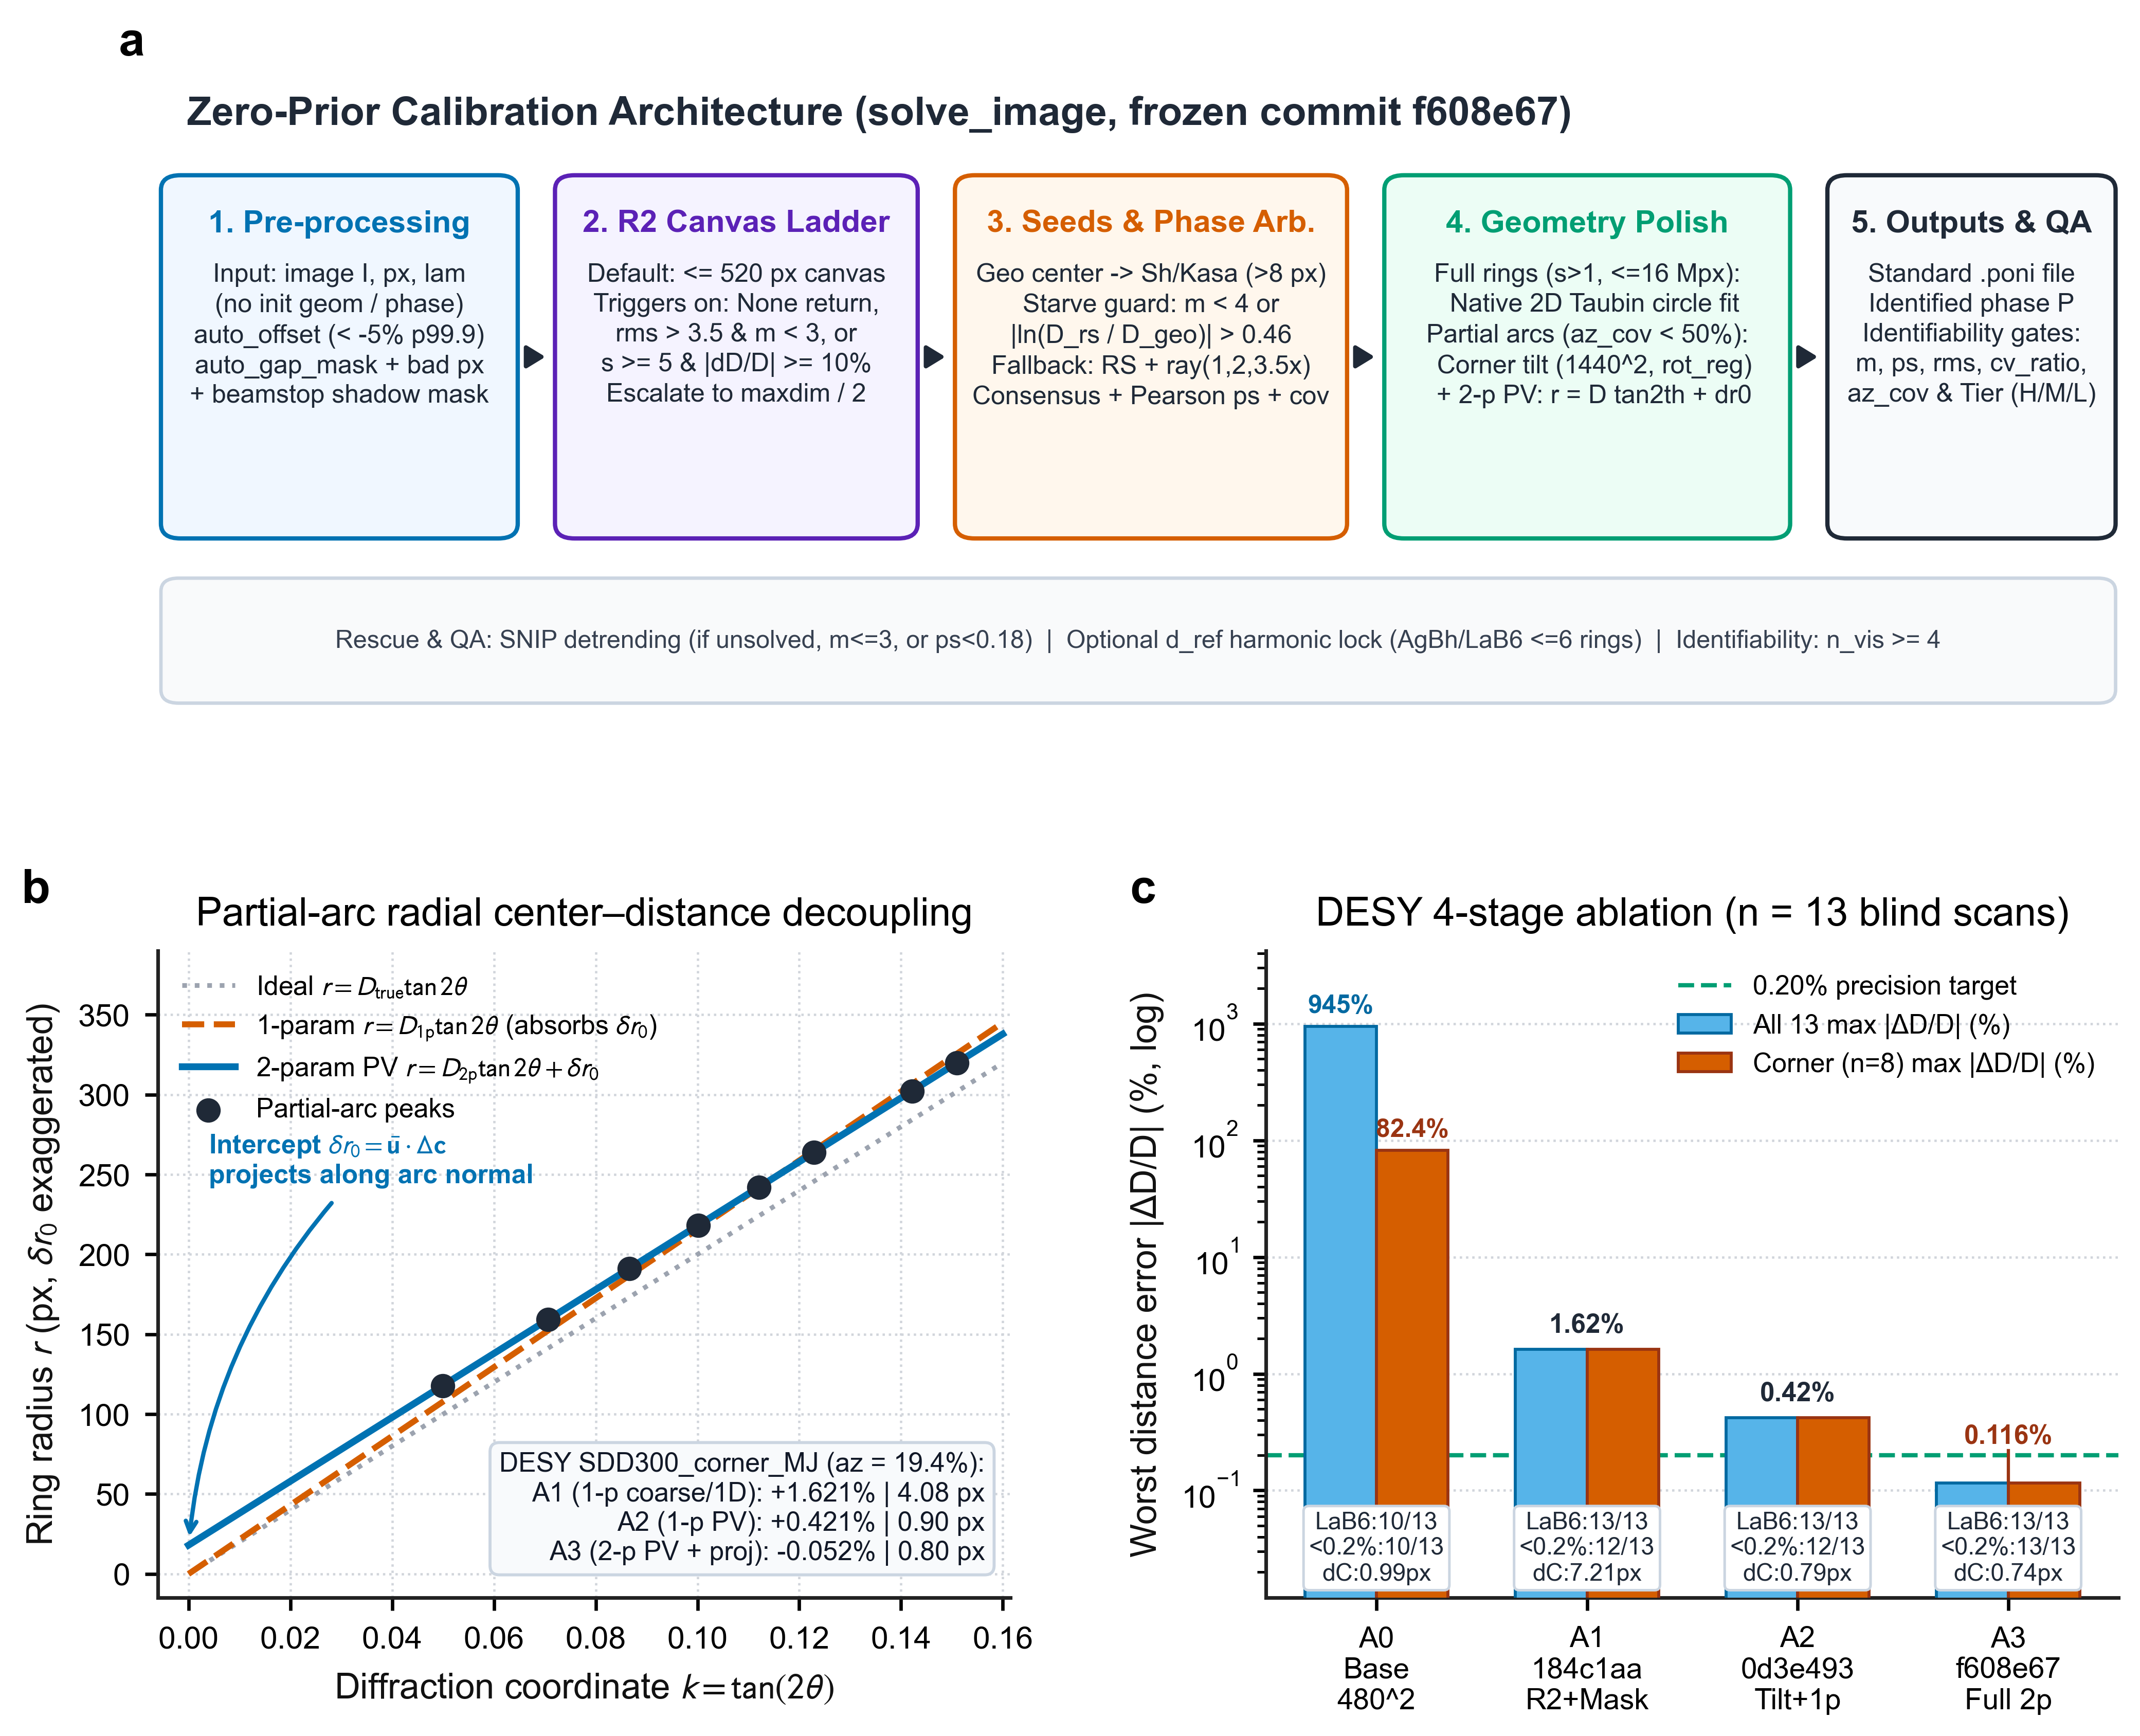 a
Zero-Prior Calibration Architecture (solve_image, frozen commit f608e67)
1. Pre-processing
Input: image I, px, lam
(no init geom / phase)
auto_offset (< -5% p99.9)
auto_gap_mask + bad px
+ beamstop shadow mask
2. R2 Canvas Ladder
Default: <= 520 px canvas
Triggers on: None return,
rms > 3.5 & m < 3, or
s >= 5 & |dD/D| >= 10%
Escalate to maxdim / 2
3. Seeds & Phase Arb.
Geo center -> Sh/Kasa (>8 px)
Starve guard: m < 4 or
|ln(D_rs / D_geo)| > 0.46
Fallback: RS + ray(1,2,3.5x)
Consensus + Pearson ps + cov
4. Geometry Polish
Full rings (s>1, <=16 Mpx):
Native 2D Taubin circle fit
Partial arcs (az_cov < 50%):
Corner tilt (1440^2, rot_reg)
+ 2-p PV: r = D tan2th + dr0
5. Outputs & QA
Standard .poni file
Identified phase P
Identifiability gates:
m, ps, rms, cv_ratio,
az_cov & Tier (H/M/L)
Rescue & QA: SNIP detrending (if unsolved, m<=3, or ps<0.18) | Optional d_ref harmonic lock (AgBh/LaB6 <=6 rings) | Identifiability: n_vis >= 4
b
Partial-arc radial center–distance decoupling
Ring radius r (px, δr₀ exaggerated)
350
300
250
200
150
100
50
0
Ideal r = D_true tan 2θ
1-param r = D_1p tan 2θ (absorbs δr₀)
2-param PV r = D_2p tan 2θ + δr₀
Partial-arc peaks
Intercept δr₀ = ū · Δc
projects along arc normal
DESY SDD300_corner_MJ (az = 19.4%):
A1 (1-p coarse/1D): +1.621% | 4.08 px
A2 (1-p PV): +0.421% | 0.90 px
A3 (2-p PV + proj): -0.052% | 0.80 px
0.00 0.02 0.04 0.06 0.08 0.10 0.12 0.14 0.16
Diffraction coordinate k = tan(2θ)
c
DESY 4-stage ablation (n = 13 blind scans)
Worst distance error |ΔD/D| (%, log)
10³
10²
10¹
10⁰
10⁻¹
0.20% precision target
All 13 max |ΔD/D| (%)
Corner (n=8) max |ΔD/D| (%)
945%
82.4%
1.62%
0.42%
0.116%
LaB6:10/13
<0.2%:10/13
dC:0.99px
LaB6:13/13
<0.2%:12/13
dC:7.21px
LaB6:13/13
<0.2%:12/13
dC:0.79px
LaB6:13/13
<0.2%:13/13
dC:0.74px
A0
Base
480^2
A1
184c1aa
R2+Mask
A2
0d3e493
Tilt+1p
A3
f608e67
Full 2p